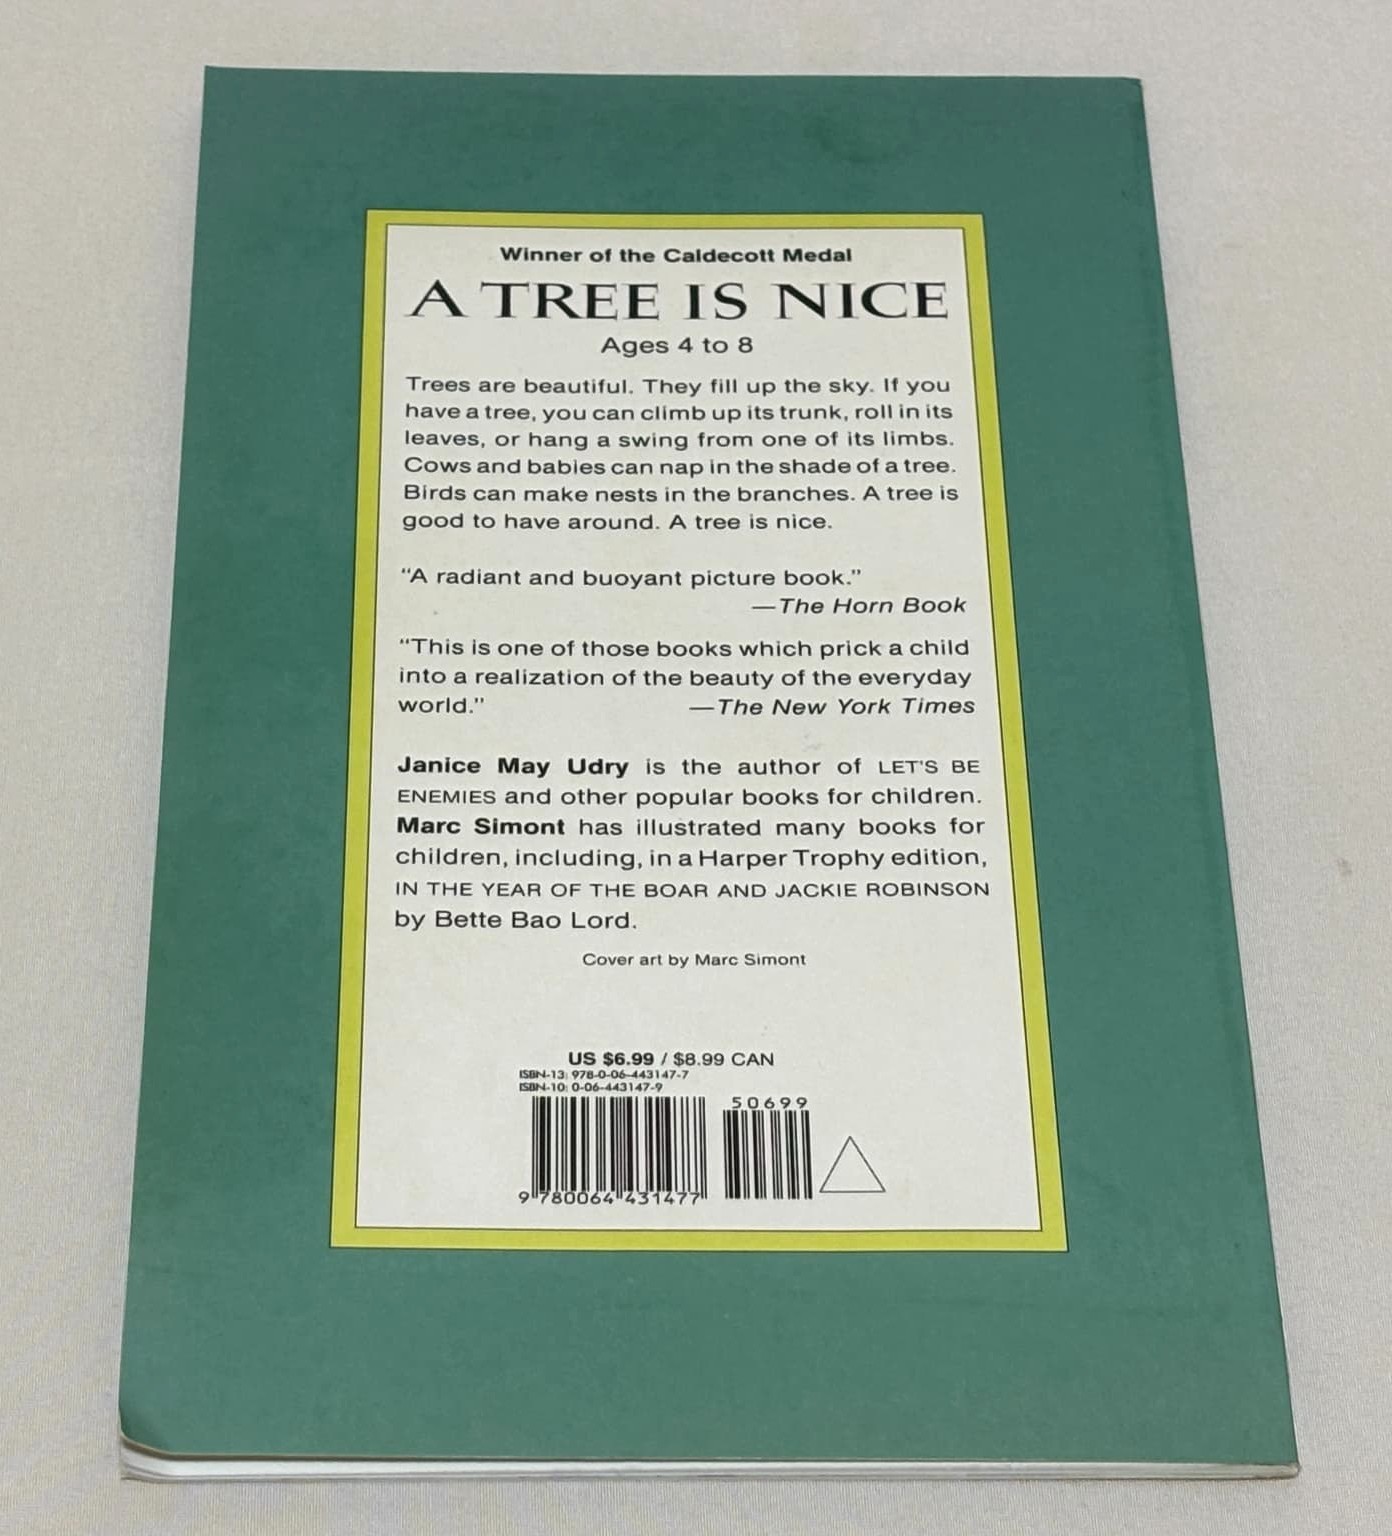 Winner of the Caldecott Medal
A TREE IS NICE
Ages 4 to 8
Trees are beautiful. They fill up the sky. If you
have a tree, you can climb up its trunk, roll in its
leaves, or hang a swing from one of its limbs.
Cows and babies can nap in the shade of a tree.
Birds can make nests in the branches. A tree is
good to have around. A tree is nice.
“A radiant and buoyant picture book.”
—The Horn Book
“This is one of those books which prick a child
into a realization of the beauty of the everyday
world.” —The New York Times
Janice May Udry is the author of LET'S BE
ENEMIES and other popular books for children.
Marc Simont has illustrated many books for
children, including, in a Harper Trophy edition,
IN THE YEAR OF THE BOAR AND JACKIE ROBINSON
by Bette Bao Lord.
Cover art by Marc Simont
US $6.99 / $8.99 CAN
ISBN-13: 978-0-06-443147-7
ISBN-10: 0-06-443147-9
50699
9 780064 431477